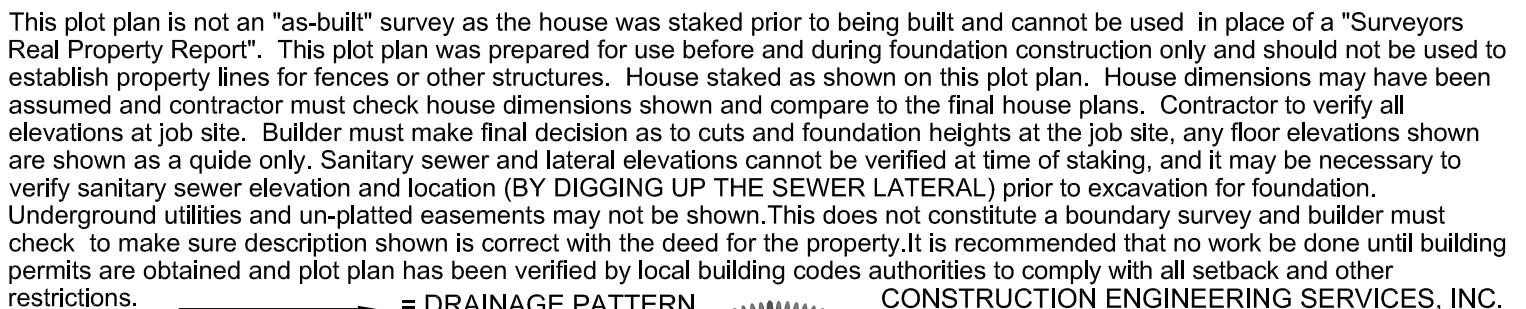 This plot plan is not an "as-built" survey as the house was staked prior to being built and cannot be used in place of a "Surveyors
Real Property Report". This plot plan was prepared for use before and during foundation construction only and should not be used to
establish property lines for fences or other structures. House staked as shown on this plot plan. House dimensions may have been
assumed and contractor must check house dimensions shown and compare to the final house plans. Contractor to verify all
elevations at job site. Builder must make final decision as to cuts and foundation heights at the job site, any floor elevations shown
are shown as a quide only. Sanitary sewer and lateral elevations cannot be verified at time of staking, and it may be necessary to
verify sanitary sewer elevation and location (BY DIGGING UP THE SEWER LATERAL) prior to excavation for foundation.
Underground utilities and un-platted easements may not be shown.This does not constitute a boundary survey and builder must
check to make sure description shown is correct with the deed for the property.It is recommended that no work be done until building
permits are obtained and plot plan has been verified by local building codes authorities to comply with all setback and other
restrictions.
= DRAINAGE PATTERN
CONSTRUCTION ENGINEERING SERVICES, INC.